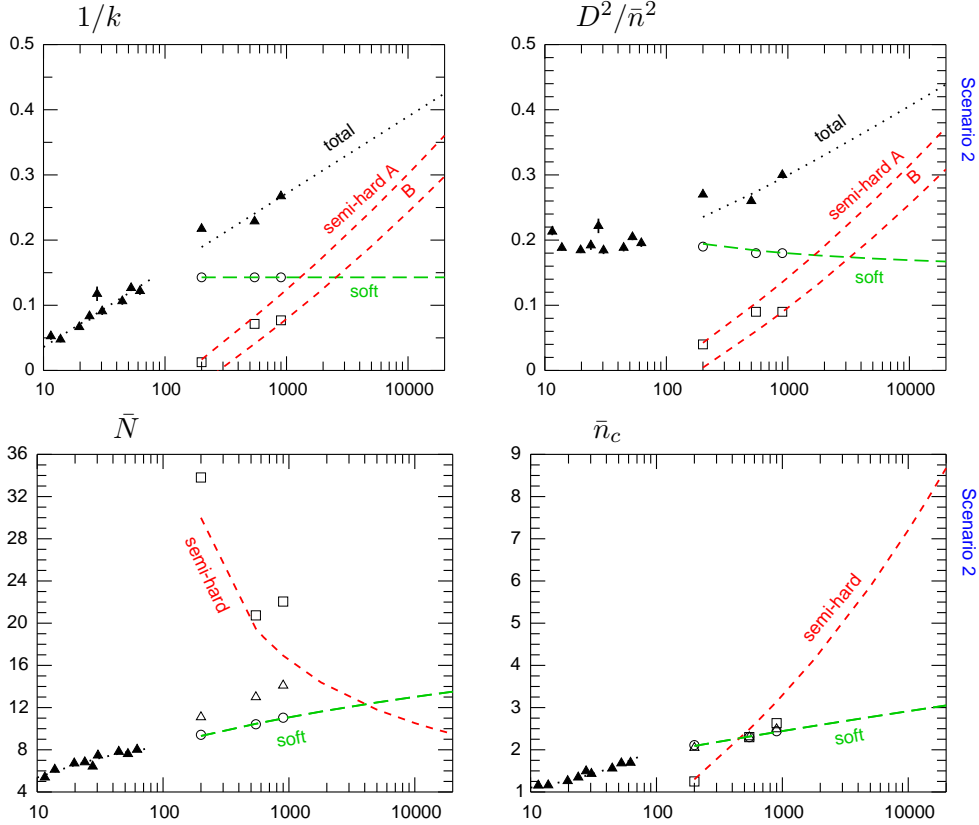 1/k
D²/n̄²
0.5
0.4
0.3
0.2
0.1
0
10
100
1000
10000
total
semi-hard A
B
soft
0.5
0.4
0.3
0.2
0.1
0
10
100
1000
10000
total
semi-hard A
B
soft
Scenario 2
N̄
n̄c
36
32
28
24
20
16
12
8
4
10
100
1000
10000
semi-hard
soft
9
8
7
6
5
4
3
2
1
10
100
1000
10000
semi-hard
soft
Scenario 2